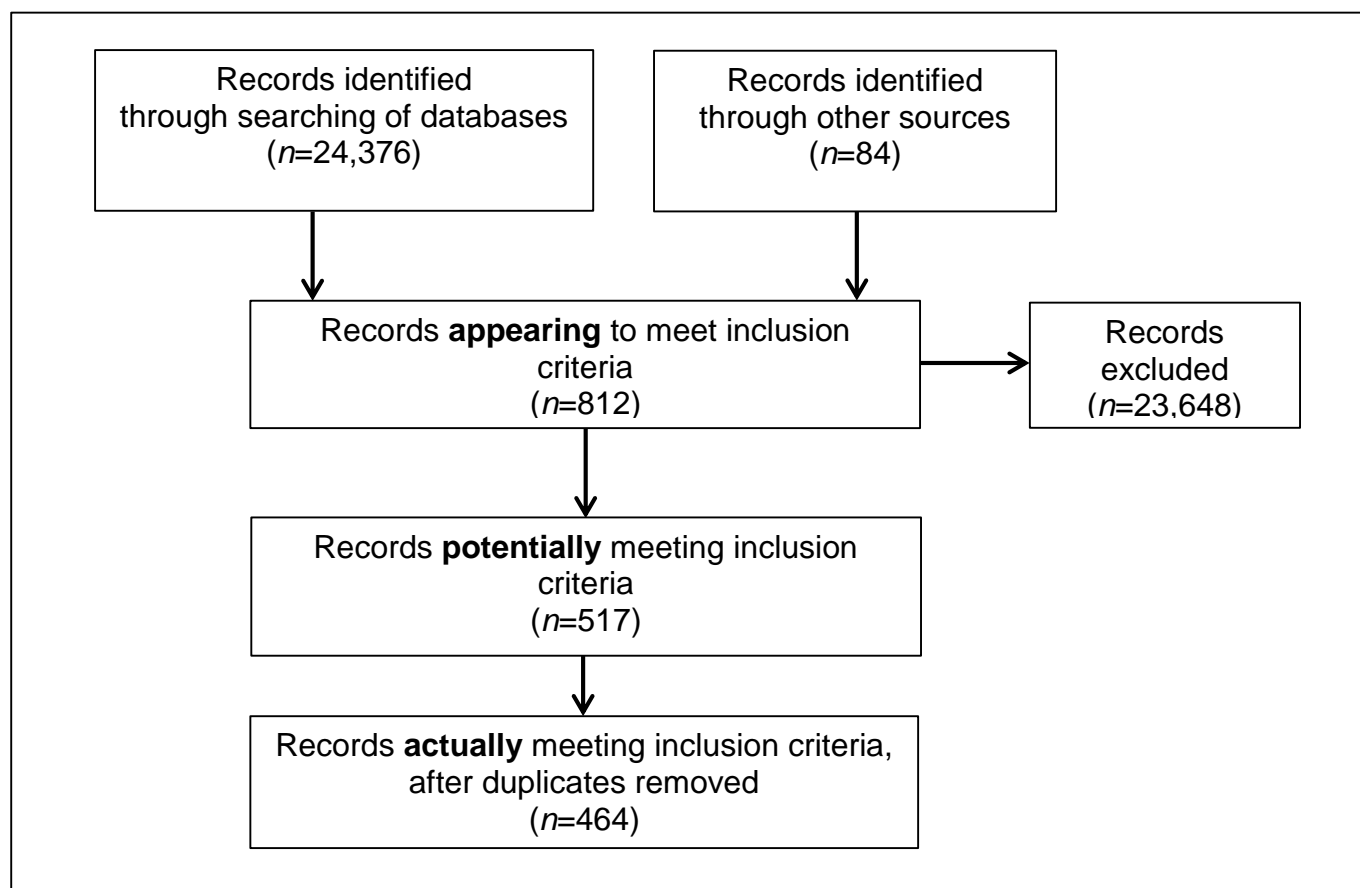 Records identified
through searching of databases
(n=24,376)
Records identified
through other sources
(n=84)
Records appearing to meet inclusion
criteria
(n=812)
Records
excluded
(n=23,648)
Records potentially meeting inclusion
criteria
(n=517)
Records actually meeting inclusion criteria,
after duplicates removed
(n=464)